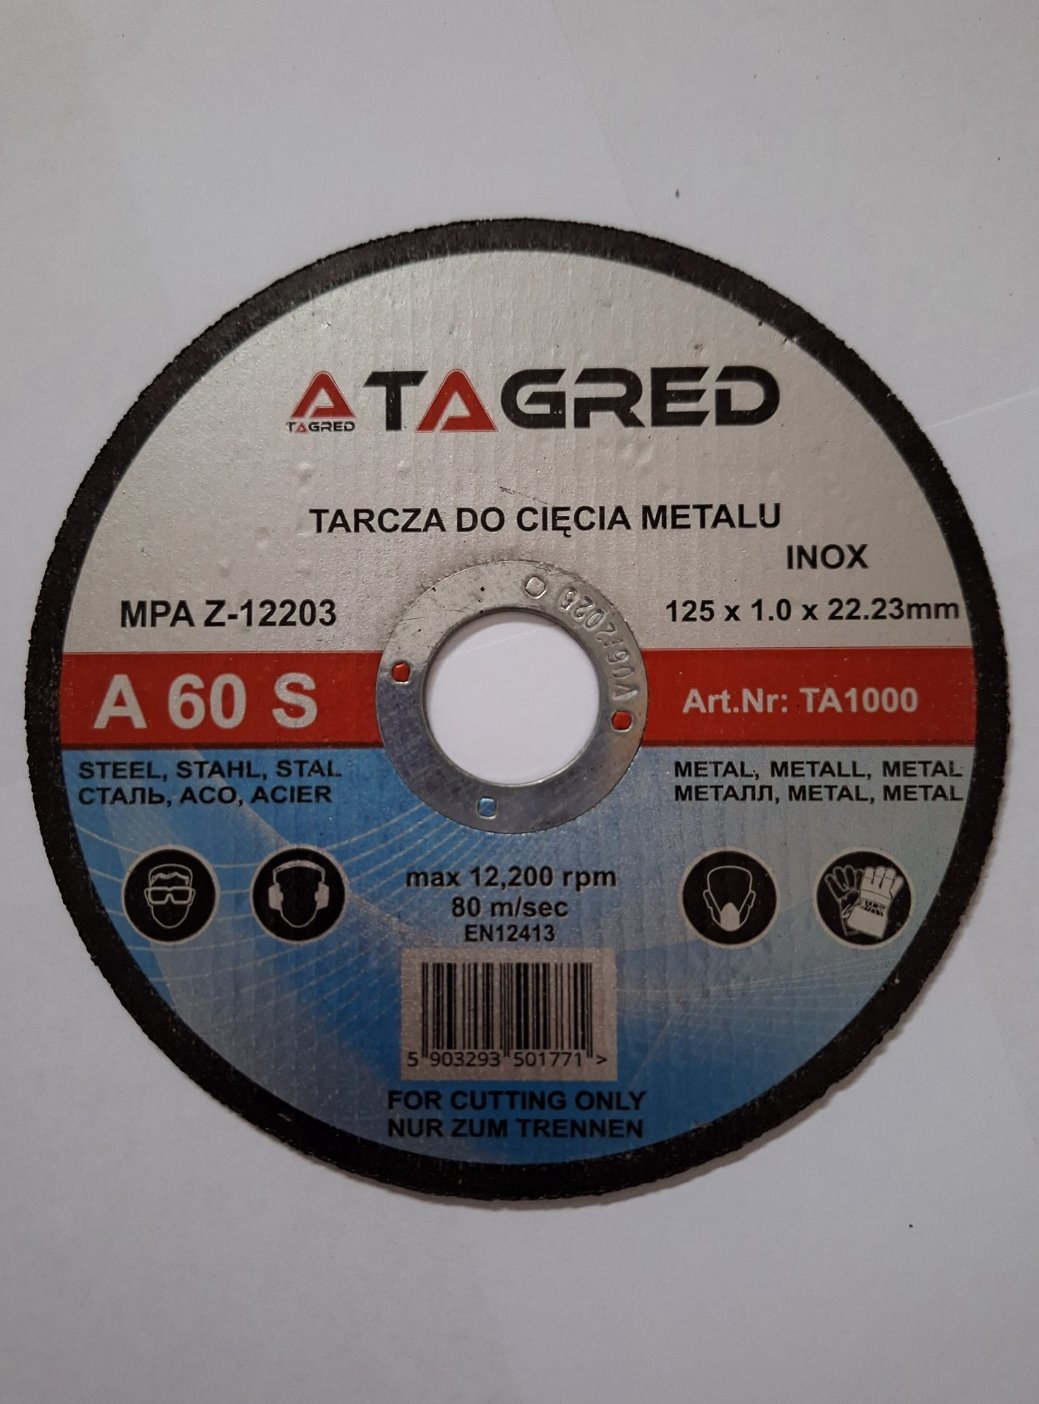 TAGRED
TAGRED
TARCZA DO CIĘCIA METALU
INOX
MPA Z-12203
125 x 1.0 x 22.23mm
V06/2025
A 60 S
Art.Nr: TA1000
STEEL, STAHL, STAL
СТАЛЬ, ACO, ACIER
METAL, METALL, METAL
МЕТАЛЛ, METAL, METAL
max 12,200 rpm
80 m/sec
EN12413
5 903293 501771 >
FOR CUTTING ONLY
NUR ZUM TRENNEN